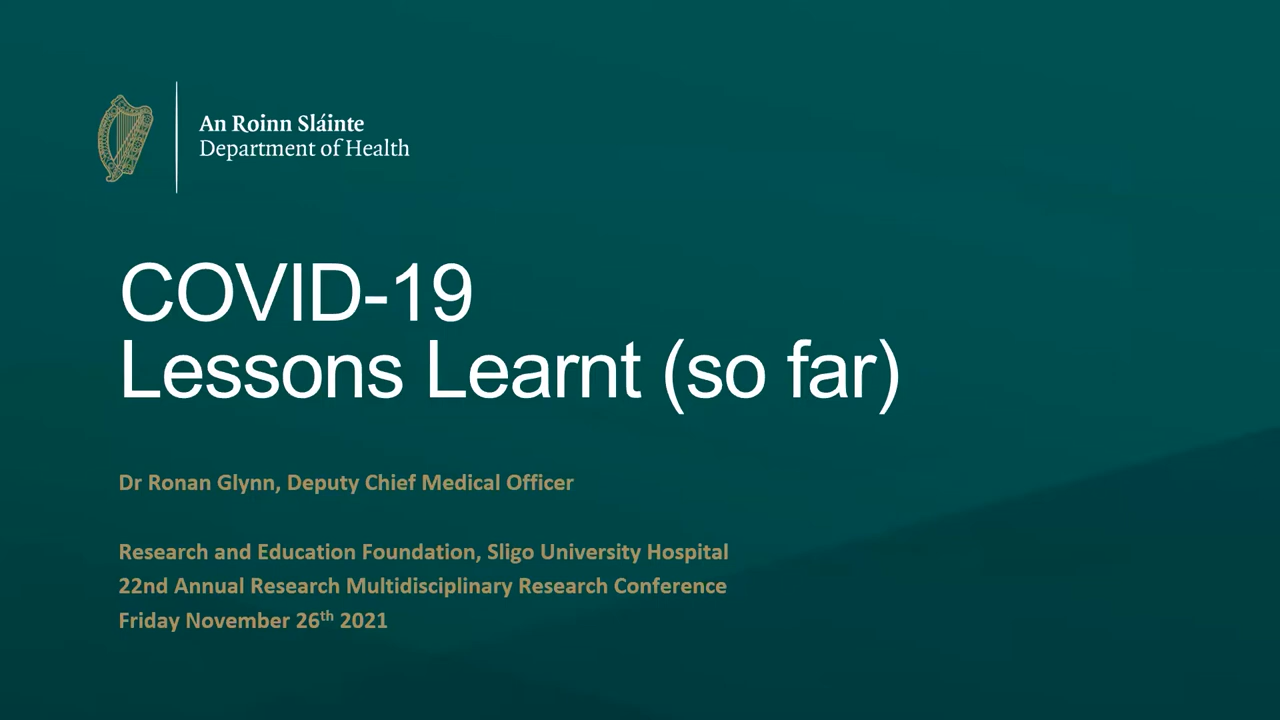 An Roinn Sláinte
Department of Health
COVID-19
Lessons Learnt (so far)
Dr Ronan Glynn, Deputy Chief Medical Officer
Research and Education Foundation, Sligo University Hospital
22nd Annual Research Multidisciplinary Research Conference
Friday November 26th 2021